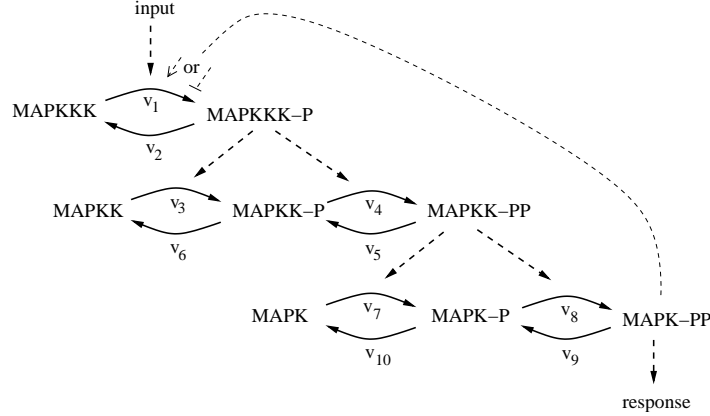 input
or
v1
MAPKKK
MAPKKK–P
v2
v3
v4
MAPKK
MAPKK–P
MAPKK–PP
v6
v5
v7
v8
MAPK
MAPK–P
MAPK–PP
v10
v9
response